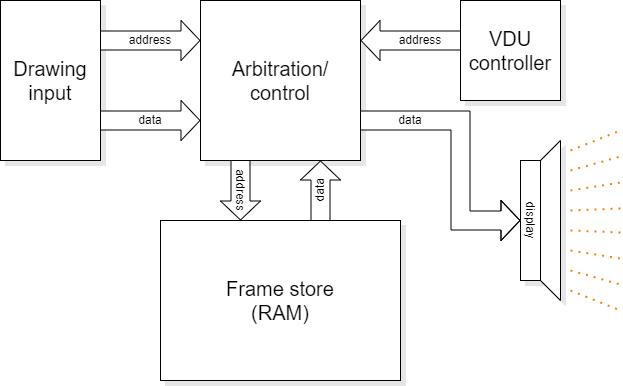 Drawing
input
address
data
Arbitration/
control
address
VDU
controller
data
address
data
display
Frame store
(RAM)